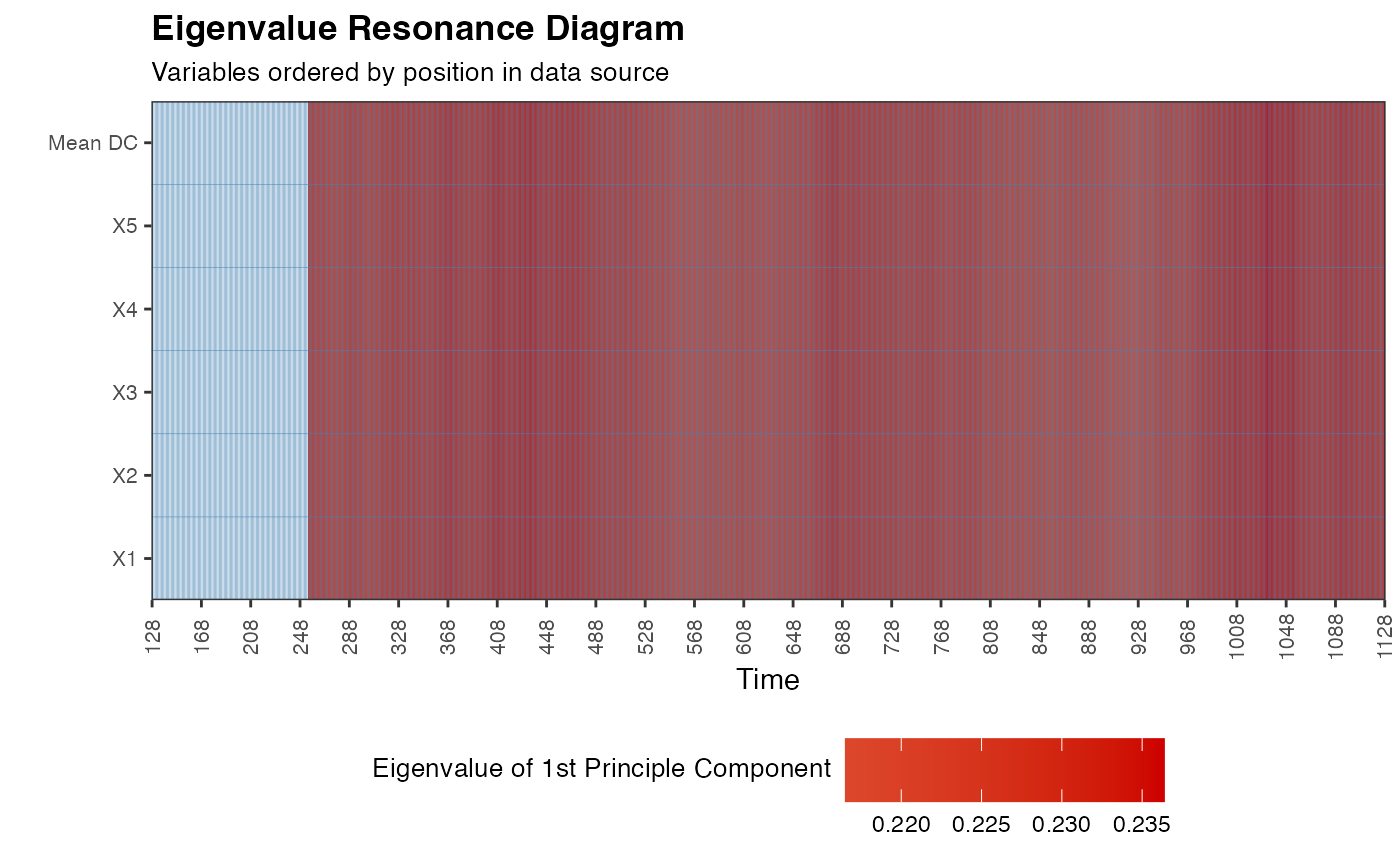 Eigenvalue Resonance Diagram
Variables ordered by position in data source
Mean DC
X5
X4
X3
X2
X1
128 168 208 248 288 328 368 408 448 488 528 568 608 648 688 728 768 808 848 888 928 968 1008 1048 1088 1128
Time
Eigenvalue of 1st Principle Component
0.220 0.225 0.230 0.235